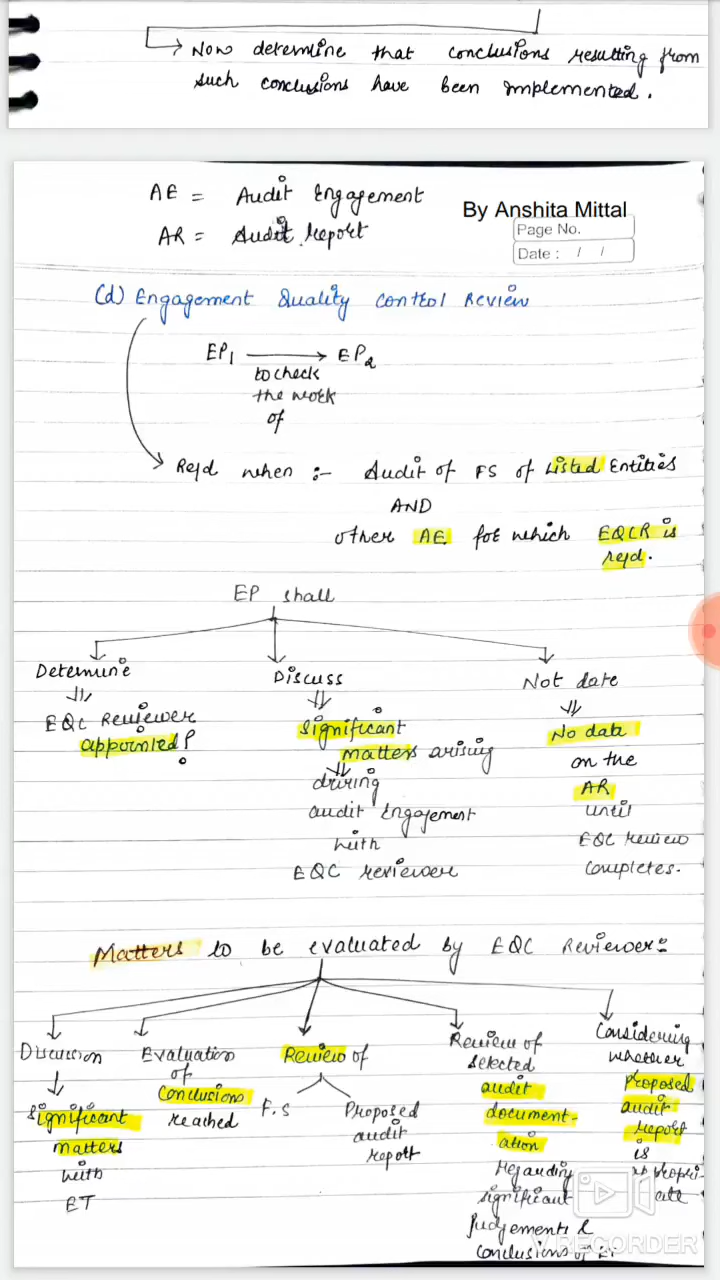 Now determine that conclusions resulting from
such conclusions have been implemented.
AE = Audit Engagement
AR = Audit Report
By Anshita Mittal
Page No.
Date : / /
(d) Engagement Quality Control Review
EP1 → EP2
to check
the work
of
Reqd when :- Audit of FS of Listed Entities
AND
other AE for which EQCR is
reqd.
EP shall
Determine
EQC Reviewer
appointed?
Discuss
Significant
matters arising
during
audit Engagement
with
EQC reviewer
Not date
No date
on the
AR
until
EQC review
completes.
Matters to be evaluated by EQC Reviewer:
Discussion
Significant
matters
with
ET
Evaluation
of
Conclusions
reached
Review of
F.S
Proposed
audit
report
Review of
selected
audit
document-
ation
regarding
significant
judgements &
conclusions of
Considering
whether
proposed
audit
report
is
appropri-
ate
RECORDER